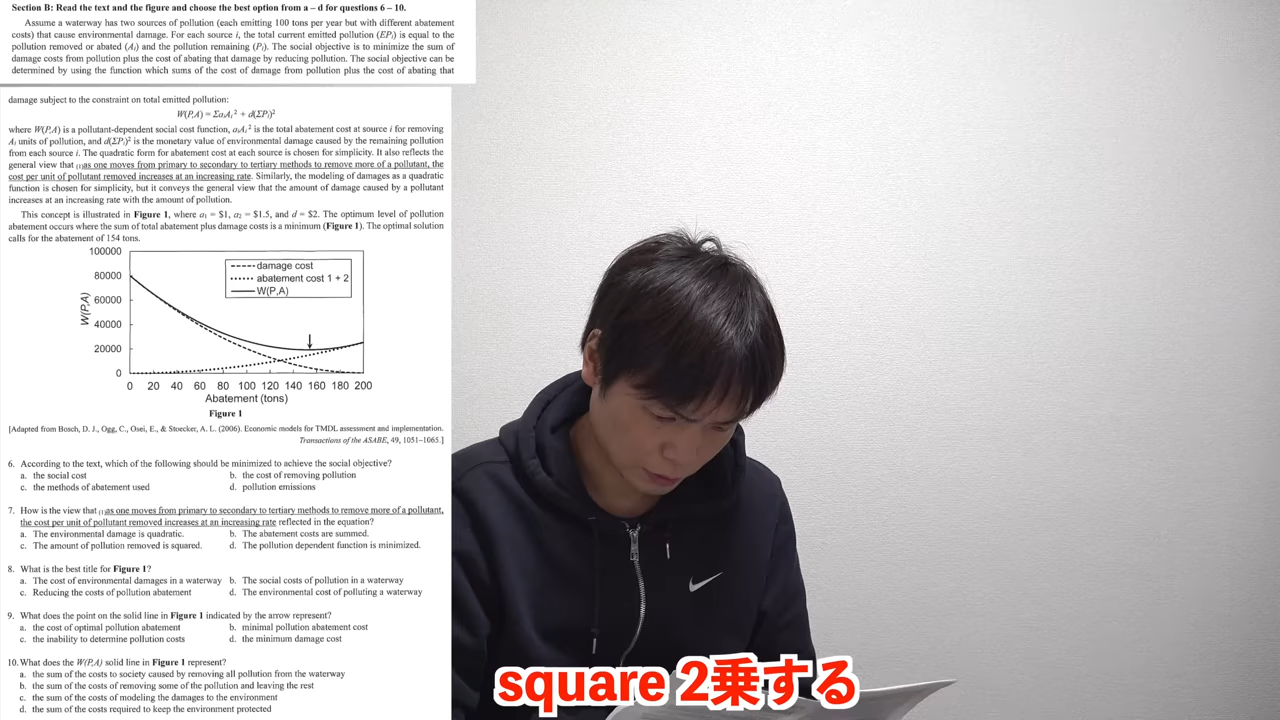 Section B: Read the text and the figure and choose the best option from a – d for questions 6 – 10.
Assume a waterway has two sources of pollution (each emitting 100 tons per year but with different abatement
costs) that cause environmental damage. For each source i, the total current emitted pollution (EPᵢ) is equal to the
pollution removed or abated (Aᵢ) and the pollution remaining (Pᵢ). The social objective is to minimize the sum of
damage costs from pollution plus the cost of abating that damage by reducing pollution. The social objective can be
determined by using the function which sums of the cost of damage from pollution plus the cost of abating that
damage subject to the constraint on total emitted pollution:
W(P,A) = ΣaᵢAᵢ² + d(ΣPᵢ)²
where W(P,A) is a pollutant-dependent social cost function, aᵢAᵢ² is the total abatement cost at source i for removing
Aᵢ units of pollution, and d(ΣPᵢ)² is the monetary value of environmental damage caused by the remaining pollution
from each source i. The quadratic form for abatement cost at each source is chosen for simplicity. It also reflects the
general view that (1)as one moves from primary to secondary to tertiary methods to remove more of a pollutant, the
cost per unit of pollutant removed increases at an increasing rate. Similarly, the modeling of damages as a quadratic
function is chosen for simplicity, but it conveys the general view that the amount of damage caused by a pollutant
increases at an increasing rate with the amount of pollution.
This concept is illustrated in Figure 1, where a₁ = $1, a₂ = $1.5, and d = $2. The optimum level of pollution
abatement occurs where the sum of total abatement plus damage costs is a minimum (Figure 1). The optimal solution
calls for the abatement of 154 tons.
100000
80000
60000
40000
20000
0
W(P,A)
damage cost
abatement cost 1 + 2
W(P,A)
0 20 40 60 80 100 120 140 160 180 200
Abatement (tons)
Figure 1
[Adapted from Bosch, D. J., Ogg, C., Osei, E., & Stoecker, A. L. (2006). Economic models for TMDL assessment and implementation.
Transactions of the ASABE, 49, 1051–1065.]
6. According to the text, which of the following should be minimized to achieve the social objective?
a. the social cost b. the cost of removing pollution
c. the methods of abatement used d. pollution emissions
7. How is the view that (1)as one moves from primary to secondary to tertiary methods to remove more of a pollutant,
the cost per unit of pollutant removed increases at an increasing rate reflected in the equation?
a. The environmental damage is quadratic. b. The abatement costs are summed.
c. The amount of pollution removed is squared. d. The pollution dependent function is minimized.
8. What is the best title for Figure 1?
a. The cost of environmental damages in a waterway b. The social costs of pollution in a waterway
c. Reducing the costs of pollution abatement d. The environmental cost of polluting a waterway
9. What does the point on the solid line in Figure 1 indicated by the arrow represent?
a. the cost of optimal pollution abatement b. minimal pollution abatement cost
c. the inability to determine pollution costs d. the minimum damage cost
10. What does the W(P,A) solid line in Figure 1 represent?
a. the sum of the costs to society caused by removing all pollution from the waterway
b. the sum of the costs of removing some of the pollution and leaving the rest
c. the sum of the costs of modeling the damages to the environment
d. the sum of the costs required to keep the environment protected
square 2乗する